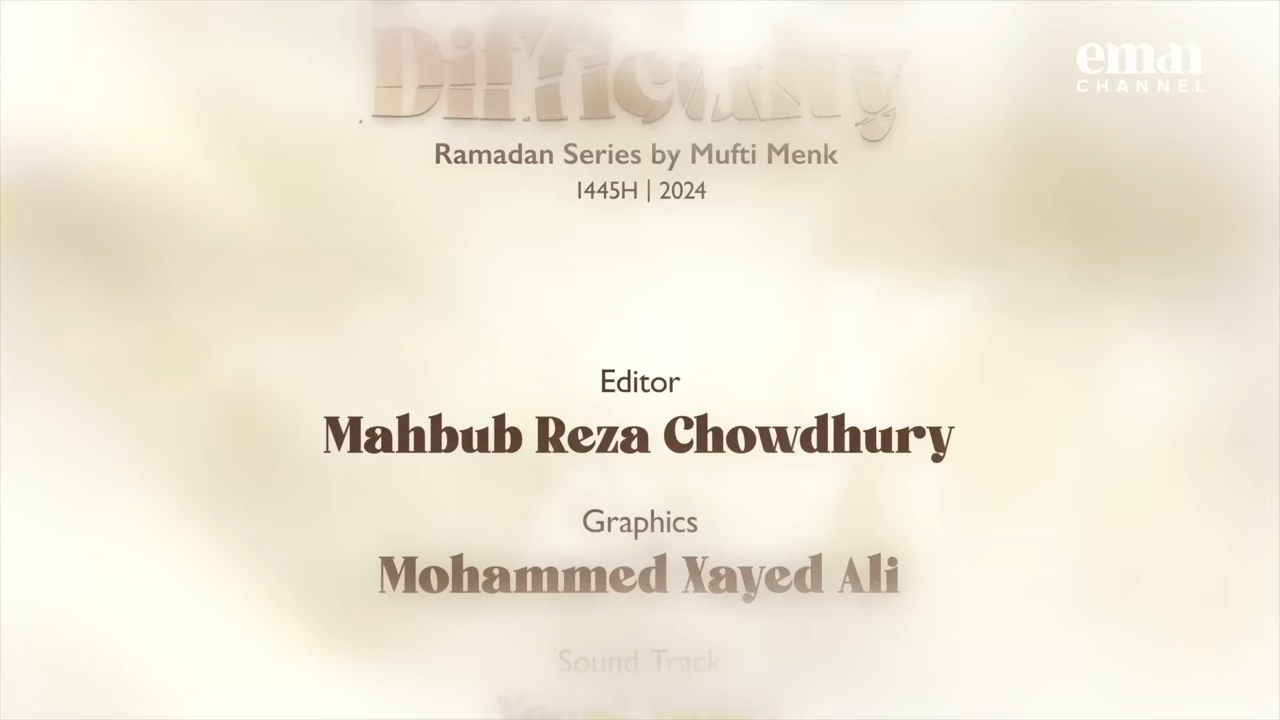 eman
CHANNEL
Difficulty
Ramadan Series by Mufti Menk
1445H | 2024
Editor
Mahbub Reza Chowdhury
Graphics
Mohammed Xayed Ali
Sound Track